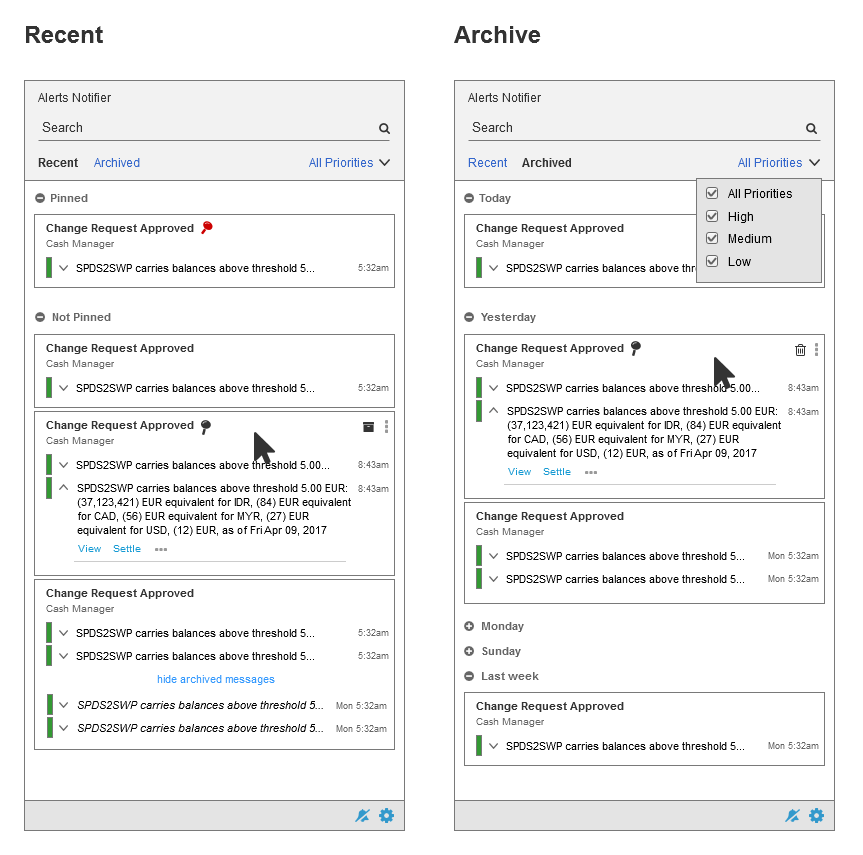 Recent
Alerts Notifier
Search
Recent Archived All Priorities
Pinned
Change Request Approved
Cash Manager
SPDS2SWP carries balances above threshold 5... 5:32am
Not Pinned
Change Request Approved
Cash Manager
SPDS2SWP carries balances above threshold 5... 5:32am
Change Request Approved
Cash Manager
SPDS2SWP carries balances above threshold 5.00... 8:43am
SPDS2SWP carries balances above threshold 5.00 EUR: 8:43am
(37,123,421) EUR equivalent for IDR, (84) EUR equivalent
for CAD, (56) EUR equivalent for MYR, (27) EUR
equivalent for USD, (12) EUR, as of Fri Apr 09, 2017
View Settle
Change Request Approved
Cash Manager
SPDS2SWP carries balances above threshold 5... 5:32am
SPDS2SWP carries balances above threshold 5... 5:32am
hide archived messages
SPDS2SWP carries balances above threshold 5... Mon 5:32am
SPDS2SWP carries balances above threshold 5... Mon 5:32am
Archive
Alerts Notifier
Search
Recent Archived All Priorities
All Priorities
High
Medium
Low
Today
Change Request Approved
Cash Manager
SPDS2SWP carries balances above
Yesterday
Change Request Approved
Cash Manager
SPDS2SWP carries balances above threshold 5.00... 8:43am
SPDS2SWP carries balances above threshold 5.00 EUR: 8:43am
(37,123,421) EUR equivalent for IDR, (84) EUR equivalent
for CAD, (56) EUR equivalent for MYR, (27) EUR
equivalent for USD, (12) EUR, as of Fri Apr 09, 2017
View Settle
Change Request Approved
Cash Manager
SPDS2SWP carries balances above threshold 5... Mon 5:32am
SPDS2SWP carries balances above threshold 5... Mon 5:32am
Monday
Sunday
Last week
Change Request Approved
Cash Manager
SPDS2SWP carries balances above threshold 5... Mon 5:32am